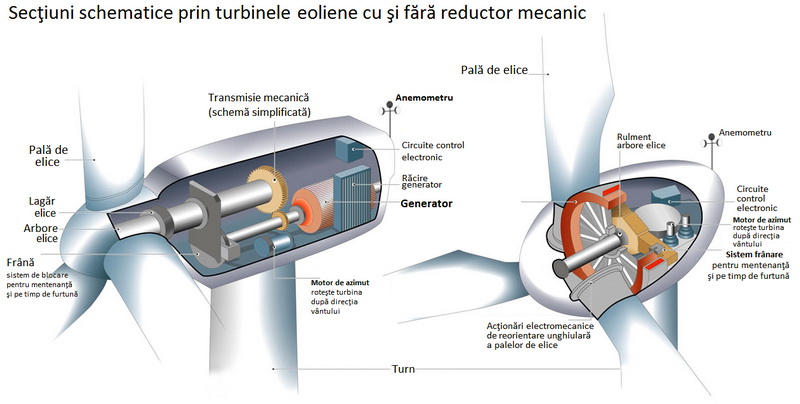 Secţiuni schematice prin turbinele eoliene cu şi fără reductor mecanic
Transmisie mecanică
(schemă simplificată)
Anemometru
Pală de
elice
Circuite control
electronic
Răcire
generator
Generator
Lagăr
elice
Arbore
elice
Frână
sistem de blocare
pentru mentenanţă
şi pe timp de furtună
Motor de azimut
roteşte turbina
după direcţia
vântului
Turn
Pală de elice
Rulment
arbore elice
Anemometru
Circuite
control
electronic
Motor de azimut
roteşte turbina
după direcţia
vântului
Sistem frânare
pentru mentenanţă
şi pe timp de furtună
Acţionări electromecanice
de reorientare unghiulară
a palelor de elice